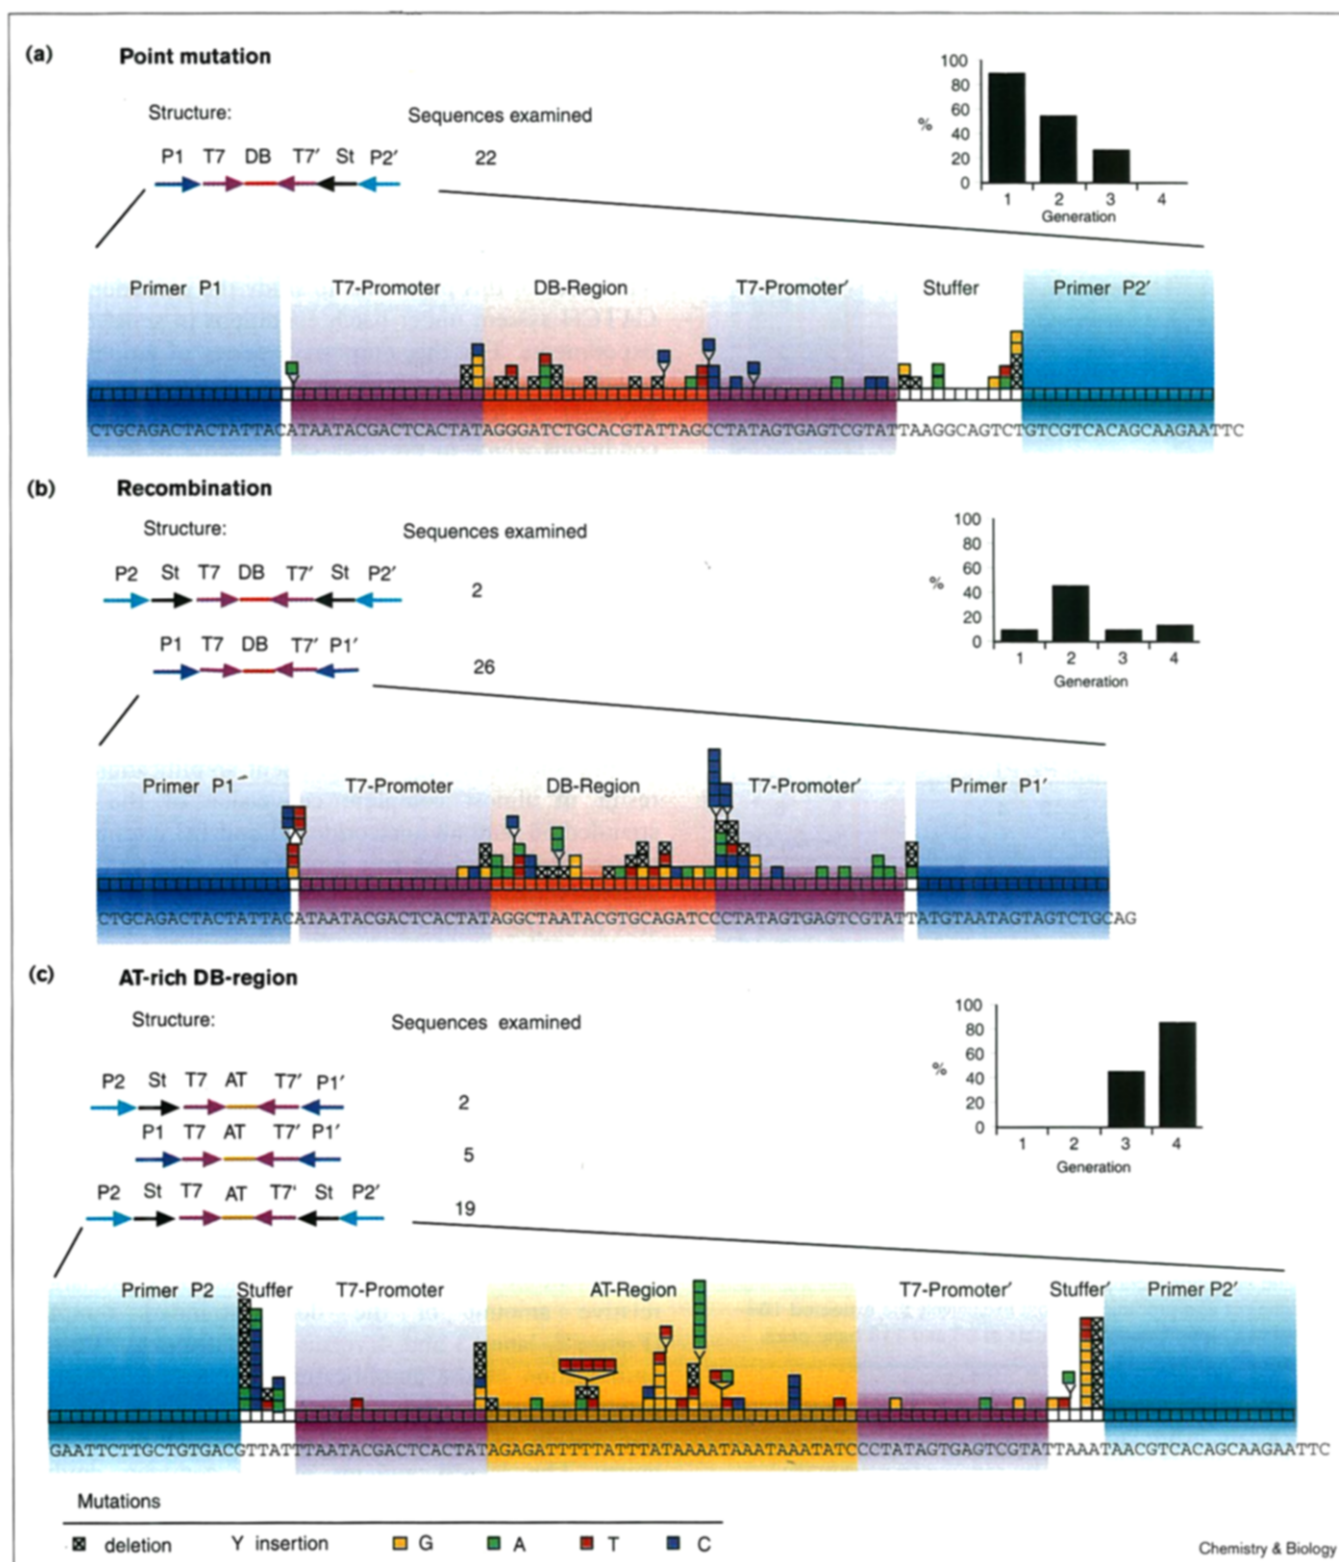 (a) Point mutation
Structure:
Sequences examined
P1 T7 DB T7′ St P2′
22
100
80
60
40
20
0
%
1 2 3 4
Generation
Primer P1 T7-Promoter DB-Region T7-Promoter′ Stuffer Primer P2′
CTGCAGACTACTATTACATAATACGACTCACTATAGGGATCTGCACGTATTAGCCTATAGTGAGTCGTATTAAGGCAGTCTGTCGTCACAGCAAGAATTC
(b) Recombination
Structure:
Sequences examined
P2 St T7 DB T7′ St P2′
2
P1 T7 DB T7′ P1′
26
100
80
60
40
20
0
%
1 2 3 4
Generation
Primer P1 T7-Promoter DB-Region T7-Promoter′ Primer P1′
CTGCAGACTACTATTACATAATACGACTCACTATAGGCTAATACGTGCAGATCCCTATAGTGAGTCGTATTATGTAATAGTAGTCTGCAG
(c) AT-rich DB-region
Structure:
Sequences examined
P2 St T7 AT T7′ P1′
2
P1 T7 AT T7′ P1′
5
P2 St T7 AT T7' St P2′
19
100
80
60
40
20
0
%
1 2 3 4
Generation
Primer P2 Stuffer T7-Promoter AT-Region T7-Promoter′ Stuffer′ Primer P2′
GAATTCTTGCTGTGACGTTATTTAATACGACTCACTATAGAGATTTTTATTTATAAAATAAATAAATATCCCTATAGTGAGTCGTATTAAATAACGTCACAGCAAGAATTC
Mutations
deletion Y insertion G A T C
Chemistry & Biology